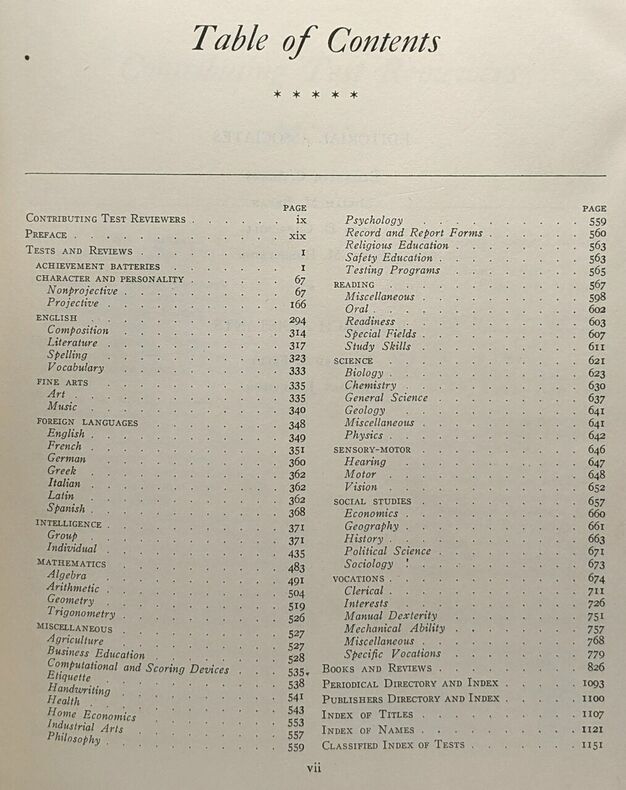 Table of Contents
* * * * *
PAGE
CONTRIBUTING TEST REVIEWERS . . . . . . ix
PREFACE . . . . . . . . . . . . xix
TESTS AND REVIEWS . . . . . . . . . 1
ACHIEVEMENT BATTERIES . . . . . . . 1
CHARACTER AND PERSONALITY . . . . . . 67
Nonprojective . . . . . . . . . 67
Projective . . . . . . . . . . 166
ENGLISH . . . . . . . . . . . 294
Composition . . . . . . . . . 314
Literature . . . . . . . . . . 317
Spelling . . . . . . . . . . 323
Vocabulary . . . . . . . . . 333
FINE ARTS . . . . . . . . . . 335
Art . . . . . . . . . . . . 335
Music . . . . . . . . . . . 340
FOREIGN LANGUAGES . . . . . . . . 348
English . . . . . . . . . . . 349
French . . . . . . . . . . . 351
German . . . . . . . . . . . 360
Greek . . . . . . . . . . . 362
Italian . . . . . . . . . . . 362
Latin . . . . . . . . . . . 362
Spanish . . . . . . . . . . . 368
INTELLIGENCE . . . . . . . . . . 371
Group . . . . . . . . . . . 371
Individual . . . . . . . . . . 435
MATHEMATICS . . . . . . . . . . 483
Algebra . . . . . . . . . . . 491
Arithmetic . . . . . . . . . . 504
Geometry . . . . . . . . . . 519
Trigonometry . . . . . . . . . 526
MISCELLANEOUS . . . . . . . . . 527
Agriculture . . . . . . . . . 527
Business Education . . . . . . . 528
Computational and Scoring Devices . . . 535
Etiquette . . . . . . . . . . 538
Handwriting . . . . . . . . . 541
Health . . . . . . . . . . . 543
Home Economics . . . . . . . . 553
Industrial Arts . . . . . . . . 557
Philosophy . . . . . . . . . . 559
PAGE
Psychology . . . . . . . . . 559
Record and Report Forms . . . . . . 560
Religious Education . . . . . . . 563
Safety Education . . . . . . . . 563
Testing Programs . . . . . . . . 565
READING . . . . . . . . . . . 567
Miscellaneous . . . . . . . . . 598
Oral . . . . . . . . . . . . 602
Readiness . . . . . . . . . . 603
Special Fields . . . . . . . . . 607
Study Skills . . . . . . . . . 611
SCIENCE . . . . . . . . . . . 621
Biology . . . . . . . . . . . 623
Chemistry . . . . . . . . . . 630
General Science . . . . . . . . 637
Geology . . . . . . . . . . . 641
Miscellaneous . . . . . . . . . 641
Physics . . . . . . . . . . . 642
SENSORY-MOTOR . . . . . . . . . 646
Hearing . . . . . . . . . . . 647
Motor . . . . . . . . . . . 648
Vision . . . . . . . . . . . 652
SOCIAL STUDIES . . . . . . . . . 657
Economics . . . . . . . . . . 660
Geography . . . . . . . . . . 661
History . . . . . . . . . . . 663
Political Science . . . . . . . . 671
Sociology . . . . . . . . . . 673
VOCATIONS . . . . . . . . . . 674
Clerical . . . . . . . . . . . 711
Interests . . . . . . . . . . 726
Manual Dexterity . . . . . . . . 751
Mechanical Ability . . . . . . . 757
Miscellaneous . . . . . . . . . 768
Specific Vocations . . . . . . . 779
BOOKS AND REVIEWS . . . . . . . . 826
PERIODICAL DIRECTORY AND INDEX . . . . . 1093
PUBLISHERS DIRECTORY AND INDEX . . . . . 1100
INDEX OF TITLES . . . . . . . . . 1107
INDEX OF NAMES . . . . . . . . . 1121
CLASSIFIED INDEX OF TESTS . . . . . . 1151
vii